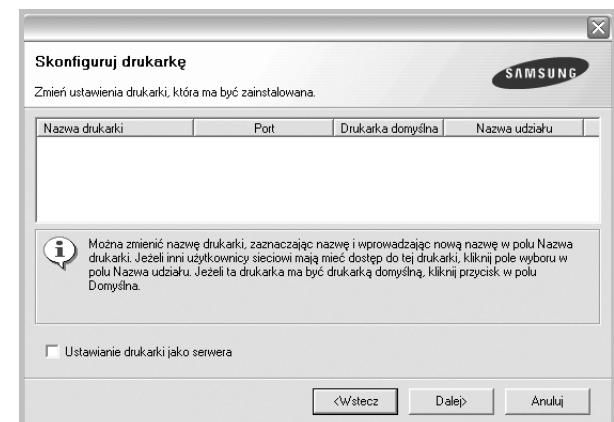 Skonfiguruj drukarkę
Zmień ustawienia drukarki, która ma być zainstalowana.
SAMSUNG
Nazwa drukarki Port Drukarka domyślna Nazwa udziału
Można zmienić nazwę drukarki, zaznaczając nazwę i wprowadzając nową nazwę w polu Nazwa
drukarki. Jeżeli inni użytkownicy sieciowi mają mieć dostęp do tej drukarki, kliknij pole wyboru w
polu Nazwa udziału. Jeżeli ta drukarka ma być drukarką domyślną, kliknij przycisk w polu
Domyślna.
Ustawianie drukarki jako serwera
<Wstecz Dalej> Anuluj